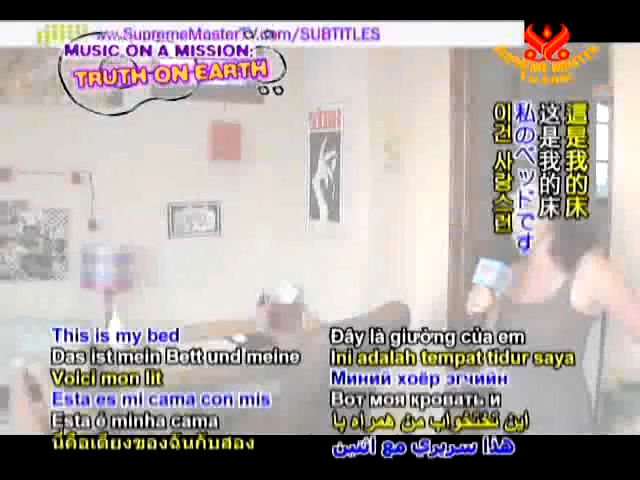 www.SupremeMasterTV.com/SUBTITLES
MUSIC ON A MISSION:
TRUTH ON EARTH
SUPREME MASTER
這是我的床
这是我的床
私のベッドです
이건 사랑스런
This is my bed
Das ist mein Bett und meine
Voici mon lit
Esta es mi cama con mis
Esta é minha cama
นี่คือเตียงของฉันกับสอง
Đây là giường của em
Ini adalah tempat tidur saya
Миний хоёр эгчийн
Вот моя кровать и
این تختخواب من همراه با
هذا سريري مع اثنين